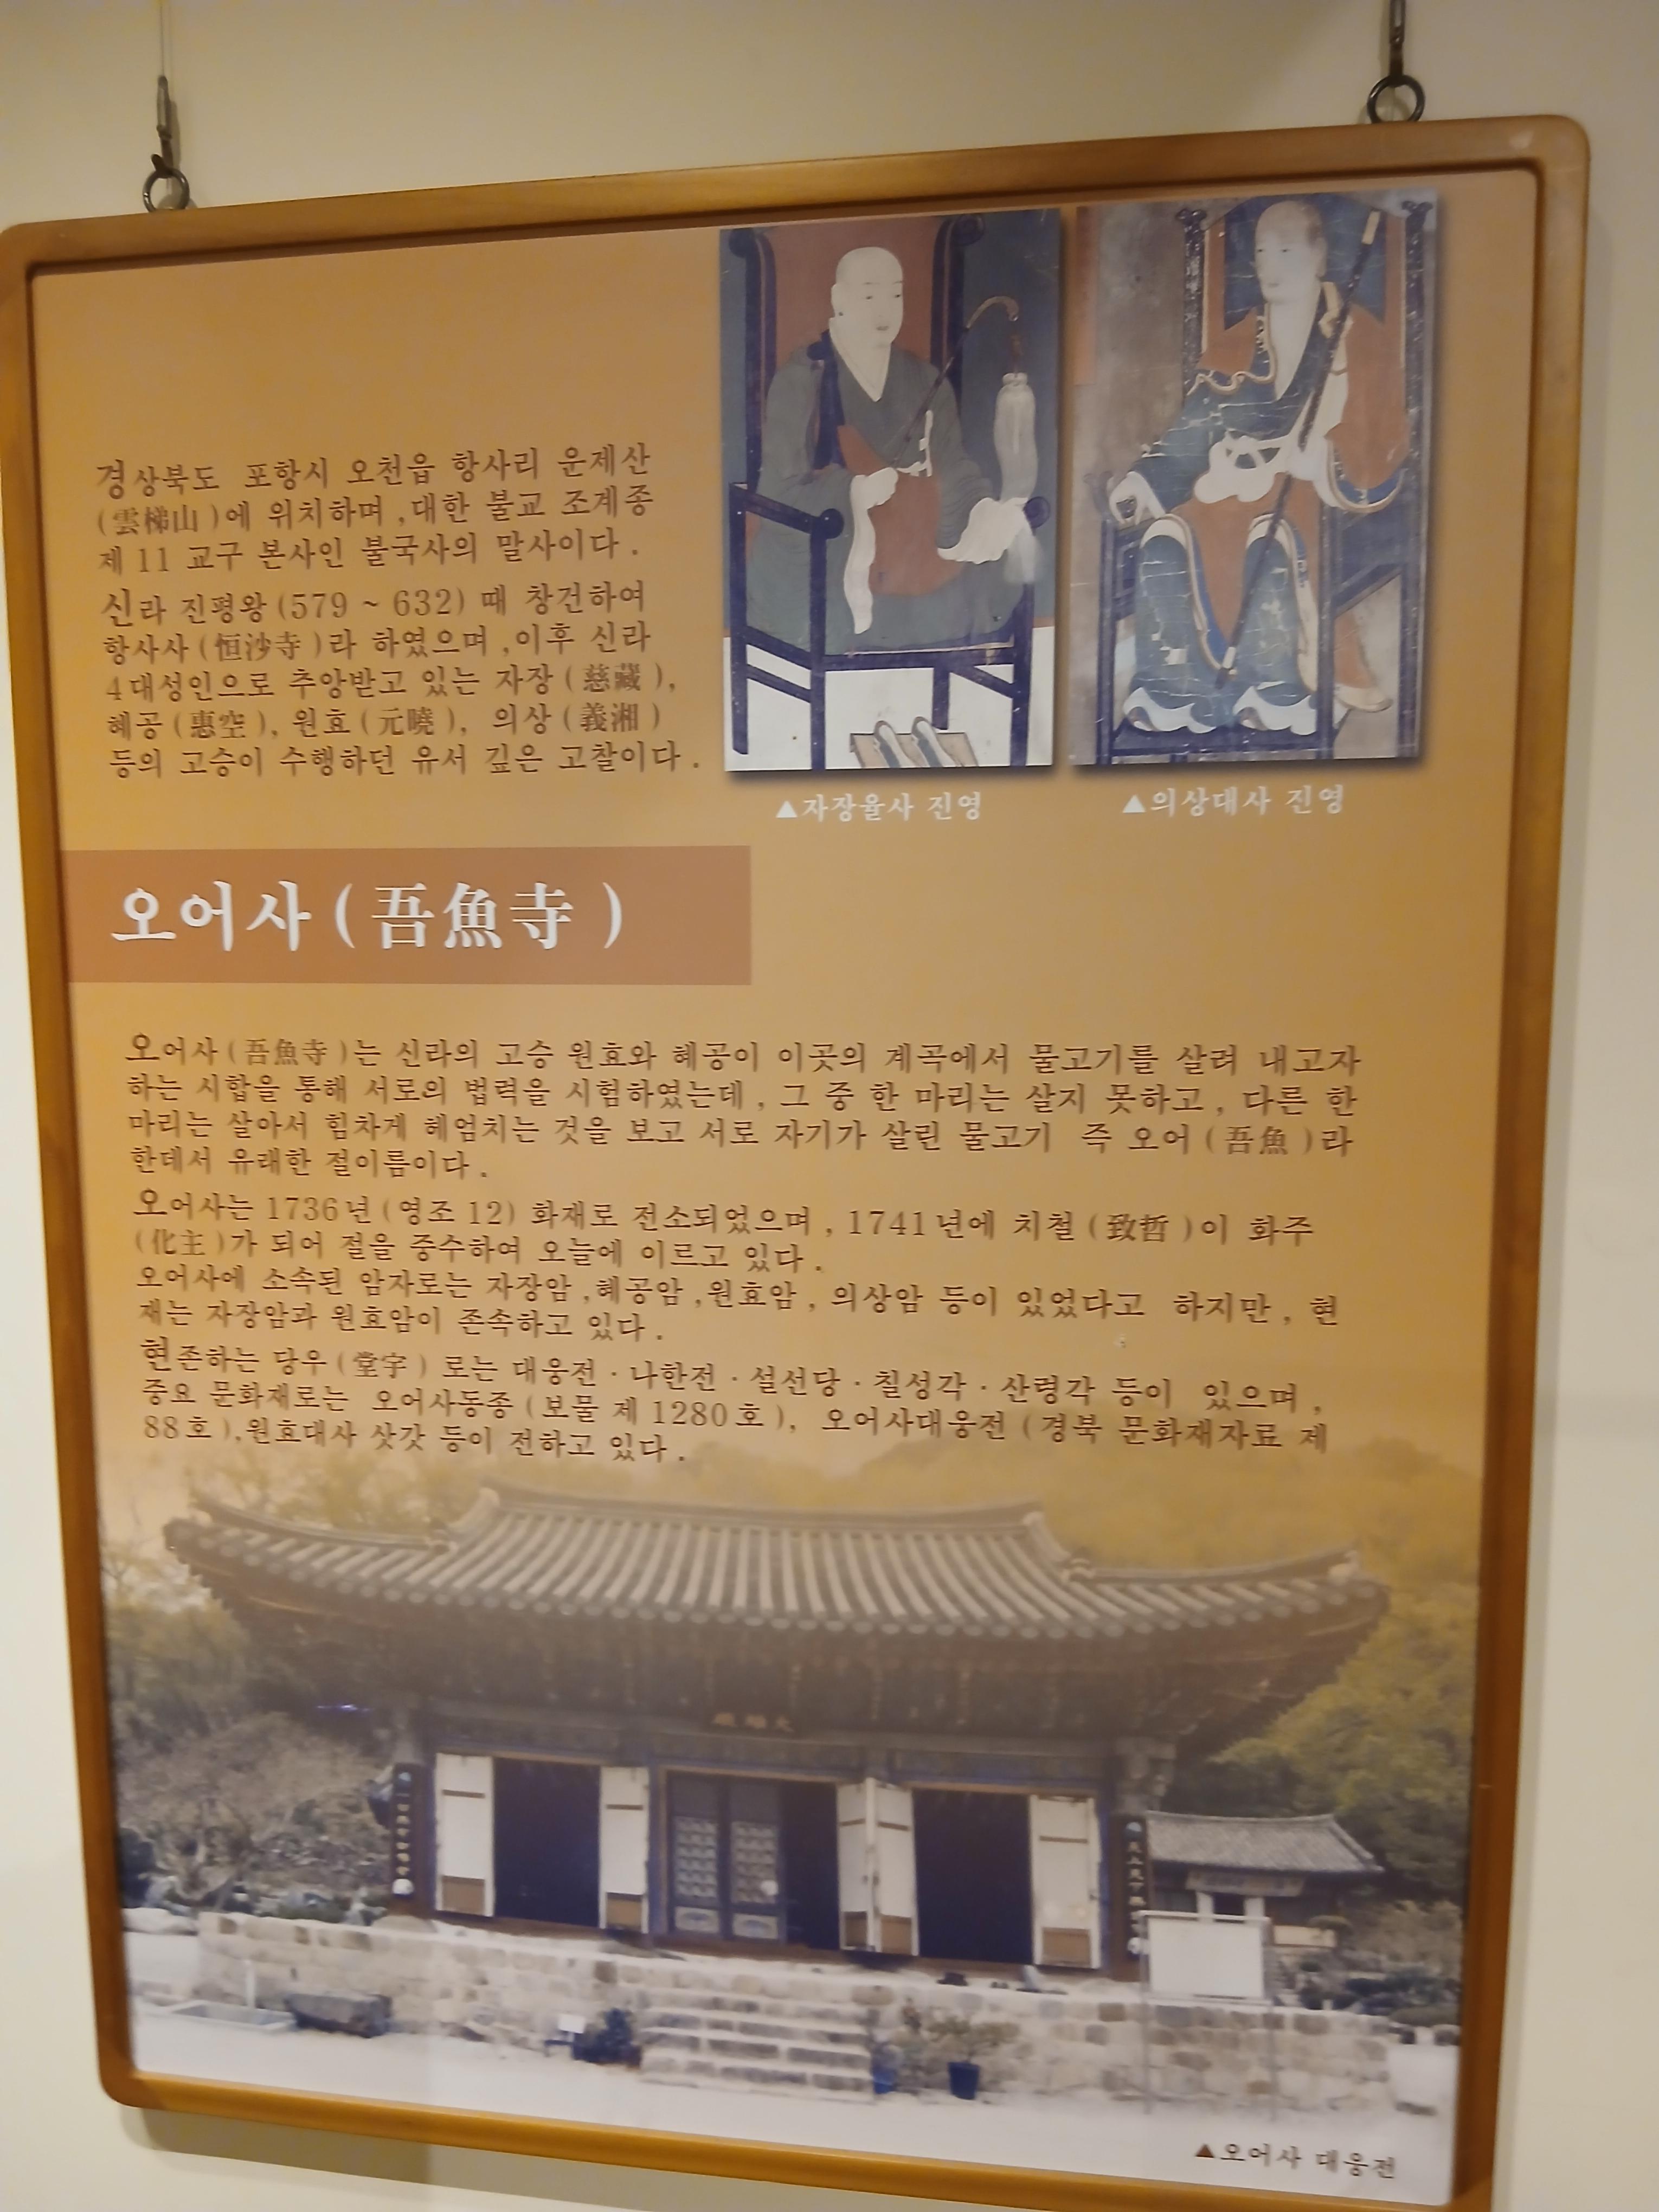 경상북도 포항시 오천읍 항사리 운제산
(雲梯山)에 위치하며,대한 불교 조계종
제 11 교구 본사인 불국사의 말사이다.
신라 진평왕(579 ~ 632) 때 창건하여
항사사(恒沙寺)라 하였으며,이후 신라
4대성인으로 추앙받고 있는 자장(慈藏),
혜공(惠空), 원효(元曉), 의상(義湘)
등의 고승이 수행하던 유서 깊은 고찰이다.
▲자장율사 진영
▲의상대사 진영
오어사(吾魚寺)
오어사(吾魚寺)는 신라의 고승 원효와 혜공이 이곳의 계곡에서 물고기를 살려 내고자
하는 시합을 통해 서로의 법력을 시험하였는데, 그 중 한 마리는 살지 못하고, 다른 한
마리는 살아서 힘차게 헤엄치는 것을 보고 서로 자기가 살린 물고기 즉 오어(吾魚)라
한데서 유래한 절이름이다.
오어사는 1736년(영조 12) 화재로 전소되었으며, 1741년에 치철(致哲)이 화주
(化主)가 되어 절을 중수하여 오늘에 이르고 있다.
오어사에 소속된 암자로는 자장암,혜공암,원효암, 의상암 등이 있었다고 하지만, 현
재는 자장암과 원효암이 존속하고 있다.
현존하는 당우(堂宇) 로는 대웅전·나한전·설선당·칠성각·산령각 등이 있으며,
중요 문화재로는 오어사동종(보물 제 1280호), 오어사대웅전(경북 문화재자료 제
88호),원효대사 삿갓 등이 전하고 있다.
大雄殿
▲오어사 대웅전